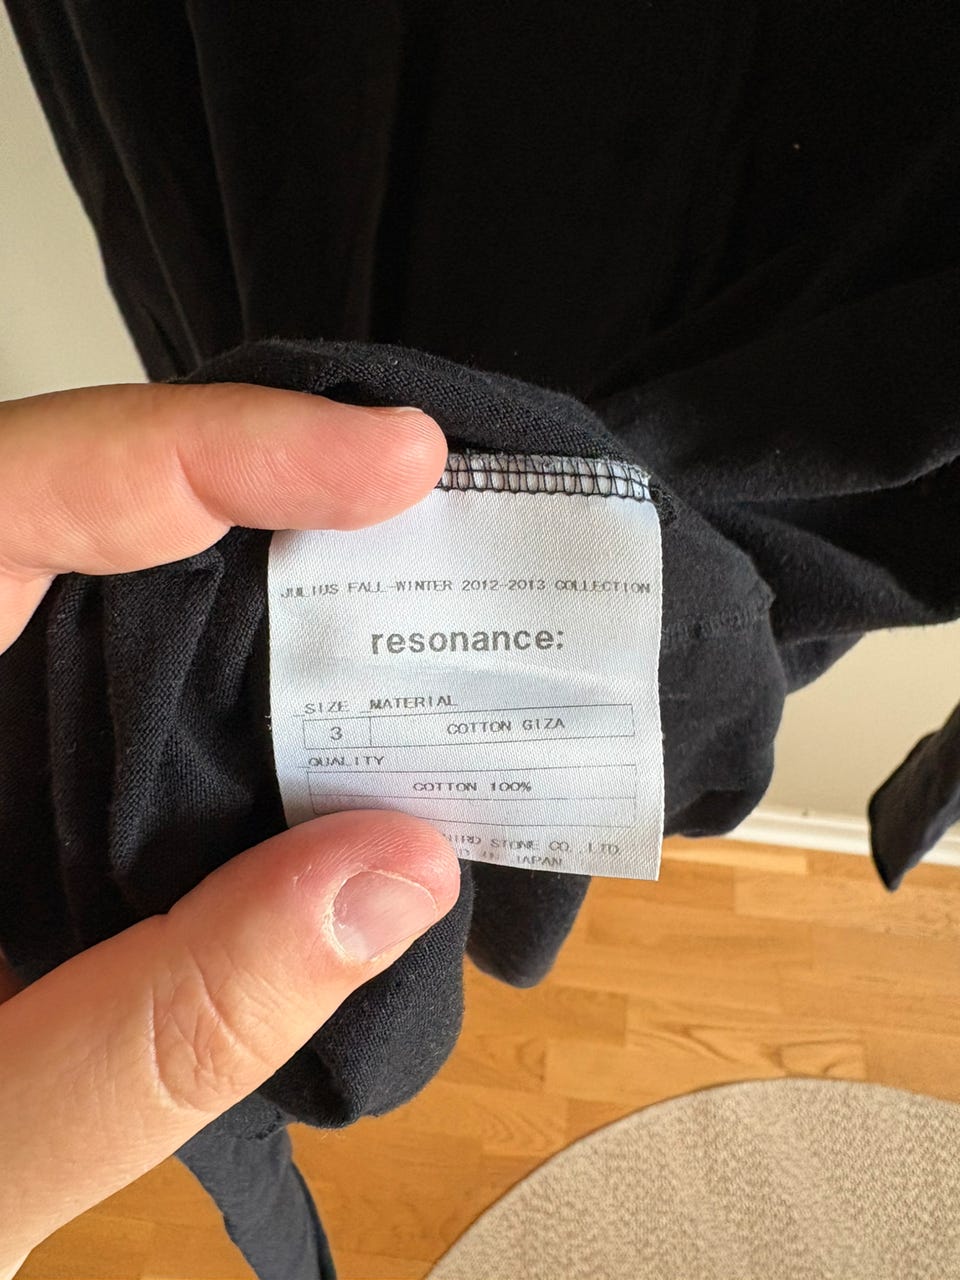 JULIUS FALL-WINTER 2012-2013 COLLECTION
resonance:
SIZE MATERIAL
3 COTTON GIZA
QUALITY
COTTON 100%
STONE CO.,LTD.
IN JAPAN